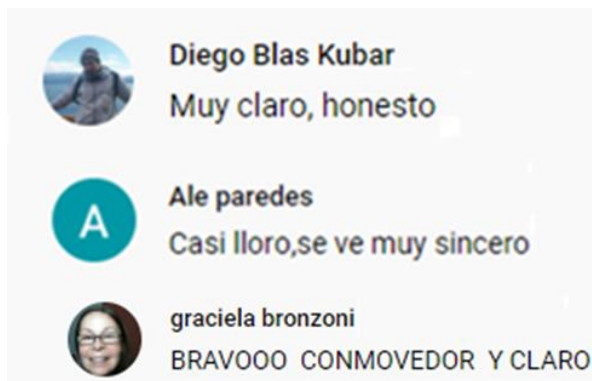 Diego Blas Kubar
Muy claro, honesto
A
Ale paredes
Casi lloro,se ve muy sincero
graciela bronzoni
BRAVOOO CONMOVEDOR Y CLARO